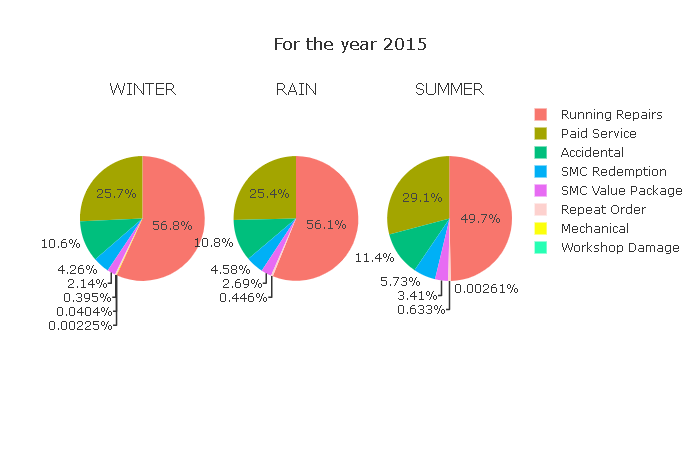 For the year 2015
WINTER
RAIN
SUMMER
56.8%
25.7%
10.6%
4.26%
2.14%
0.395%
0.0404%
0.00225%
56.1%
25.4%
10.8%
4.58%
2.69%
0.446%
49.7%
29.1%
11.4%
5.73%
3.41%
0.633%
0.00261%
Running Repairs
Paid Service
Accidental
SMC Redemption
SMC Value Package
Repeat Order
Mechanical
Workshop Damage